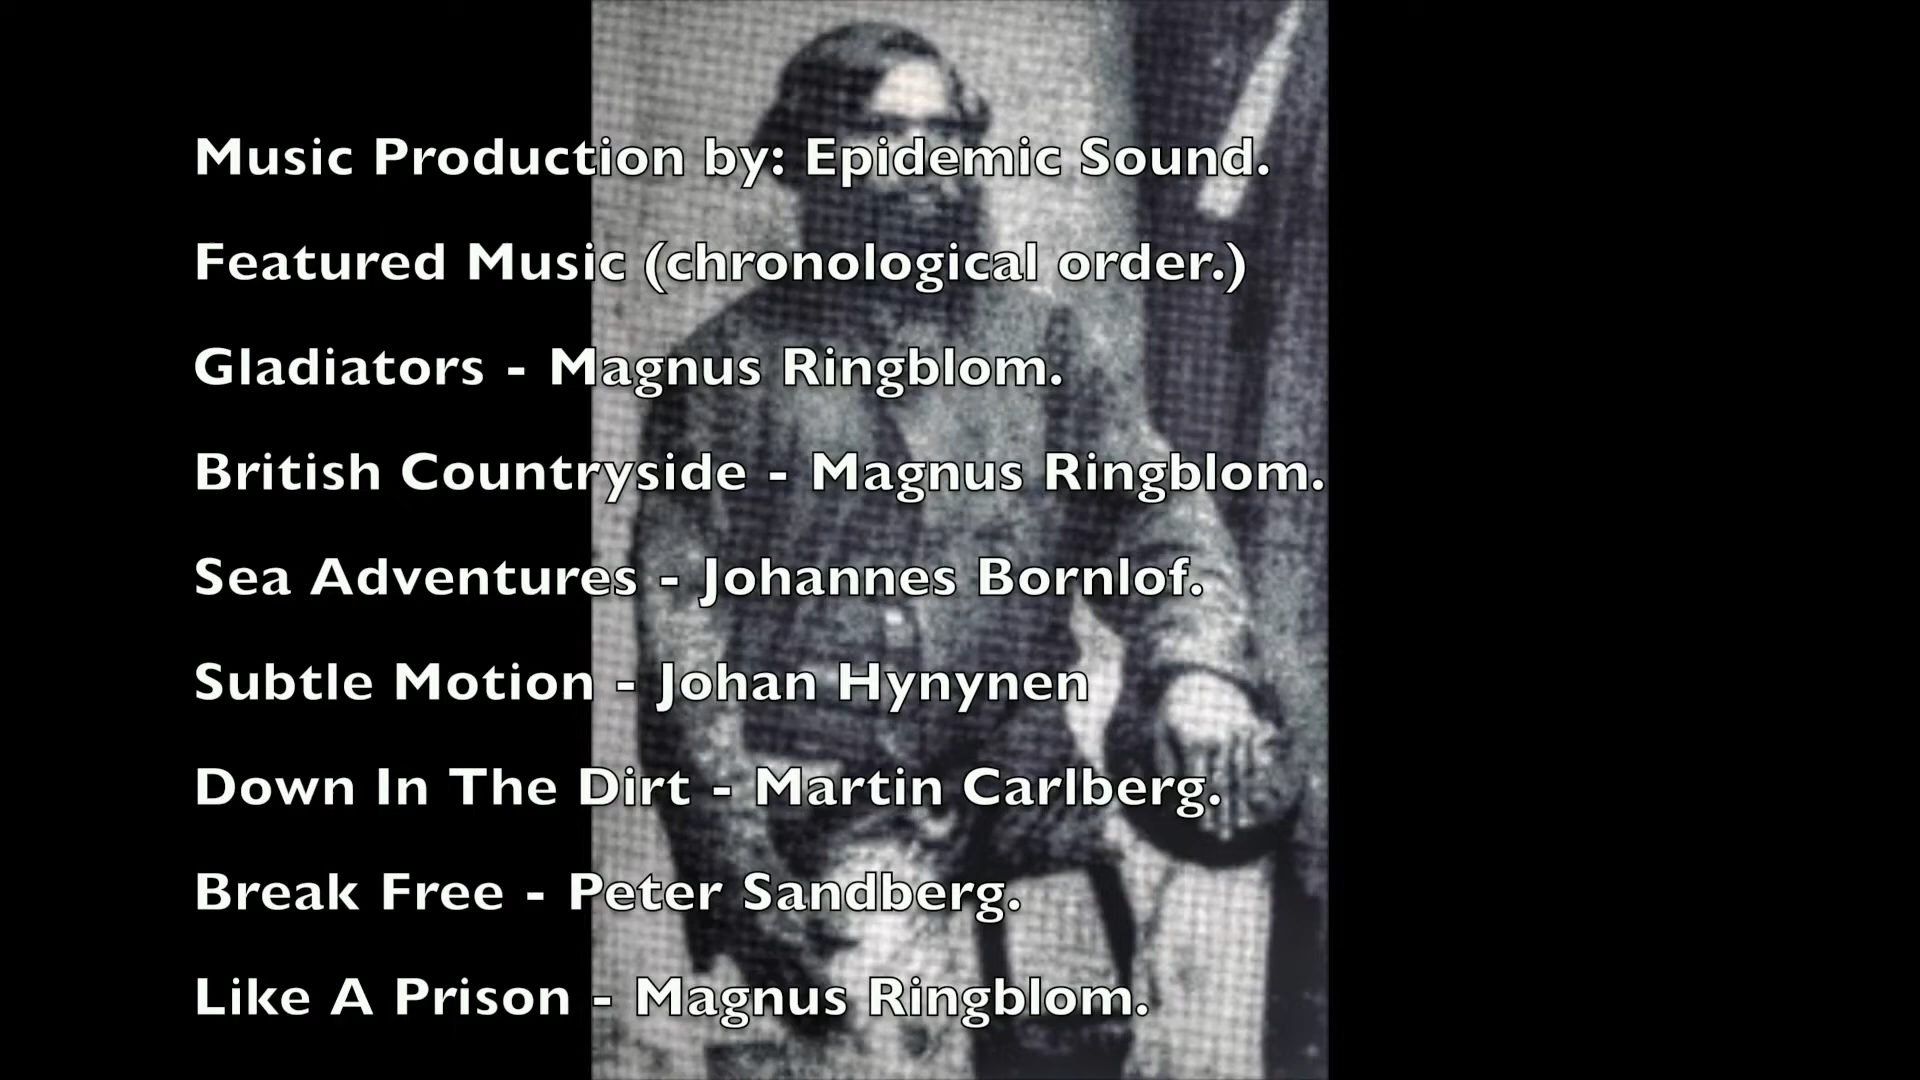 Music Production by: Epidemic Sound.
Featured Music (chronological order.)
Gladiators - Magnus Ringblom.
British Countryside - Magnus Ringblom.
Sea Adventures - Johannes Bornlof.
Subtle Motion - Johan Hynynen
Down In The Dirt - Martin Carlberg.
Break Free - Peter Sandberg.
Like A Prison - Magnus Ringblom.